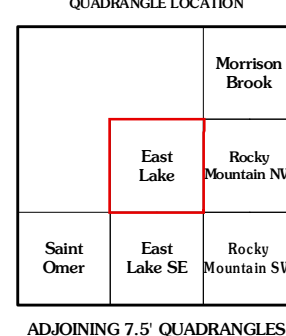 QUADRANGLE LOCATION
Morrison
Brook
East
Lake
Rocky
Mountain NW
Saint
Omer
East
Lake SE
Rocky
Mountain SW
ADJOINING 7.5' QUADRANGLES